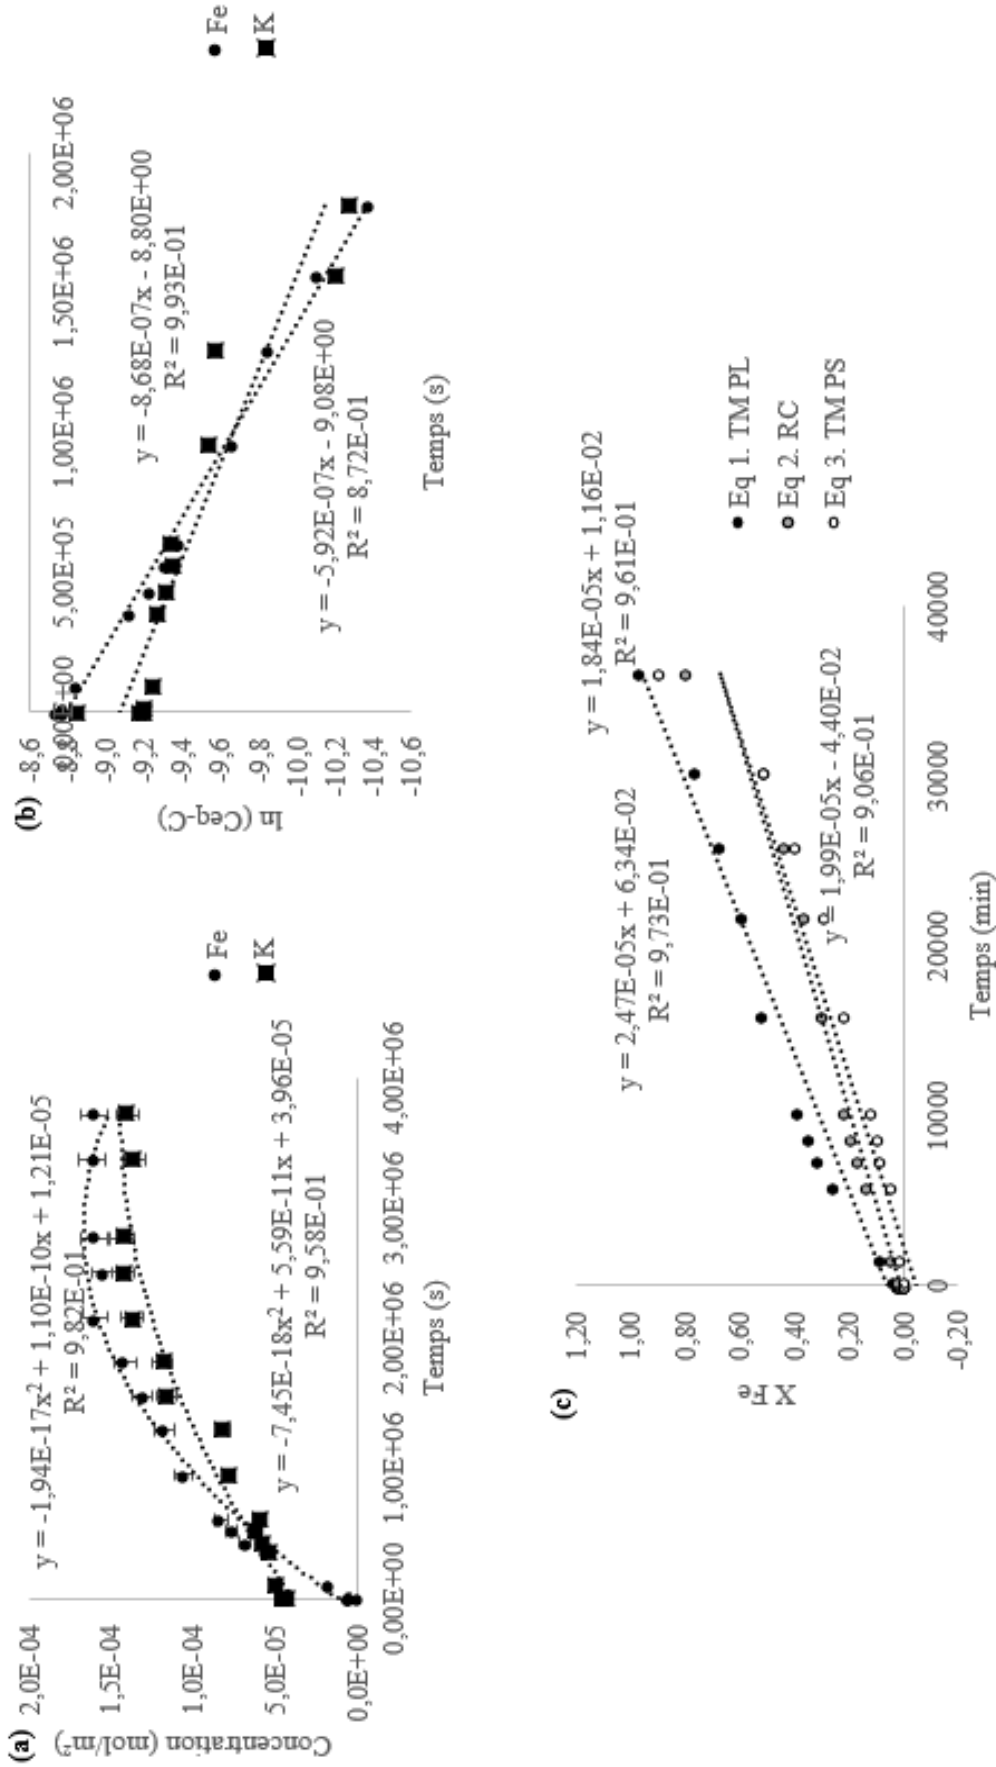 (a)
y = -1,94E-17x² + 1,10E-10x + 1,21E-05
R² = 9,82E-01
2,0E-04
1,5E-04
1,0E-04
5,0E-05
0,0E+00
Concentration (mol/m³)
Fe
K
y = -7,45E-18x² + 5,59E-11x + 3,96E-05
R² = 9,58E-01
0,00E+00 1,00E+06 2,00E+06 3,00E+06 4,00E+06
Temps (s)
(b)
0,00E+00 5,00E+05 1,00E+06 1,50E+06 2,00E+06
-8,6
-8,8
-9,0
-9,2
-9,4
-9,6
-9,8
-10,0
-10,2
-10,4
-10,6
ln (Ceq-C)
y = -8,68E-07x - 8,80E+00
R² = 9,93E-01
Fe
K
y = -5,92E-07x - 9,08E+00
R² = 8,72E-01
Temps (s)
(c)
1,20
1,00
0,80
0,60
0,40
0,20
0,00
-0,20
X Fe
y = 1,84E-05x + 1,16E-02
R² = 9,61E-01
y = 2,47E-05x + 6,34E-02
R² = 9,73E-01
Eq 1. TM PL
Eq 2. RC
Eq 3. TM PS
y = 1,99E-05x - 4,40E-02
R² = 9,06E-01
0 10000 20000 30000 40000
Temps (min)